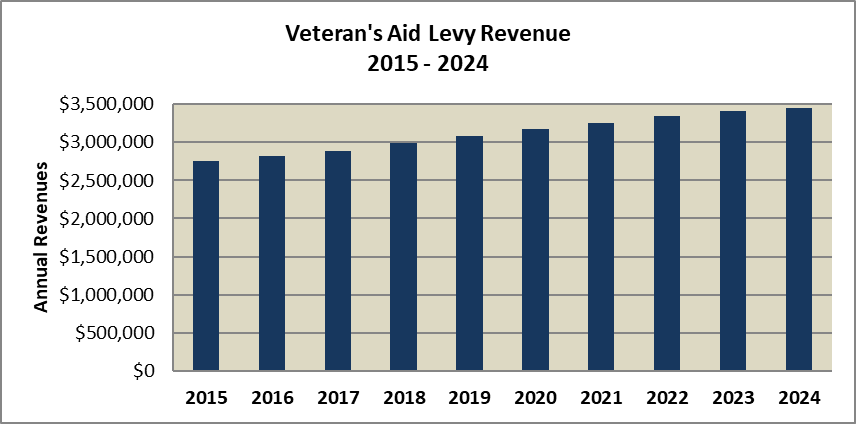 Veteran's Aid Levy Revenue
2015 - 2024
Annual Revenues
$3,500,000
$3,000,000
$2,500,000
$2,000,000
$1,500,000
$1,000,000
$500,000
$0
2015 2016 2017 2018 2019 2020 2021 2022 2023 2024